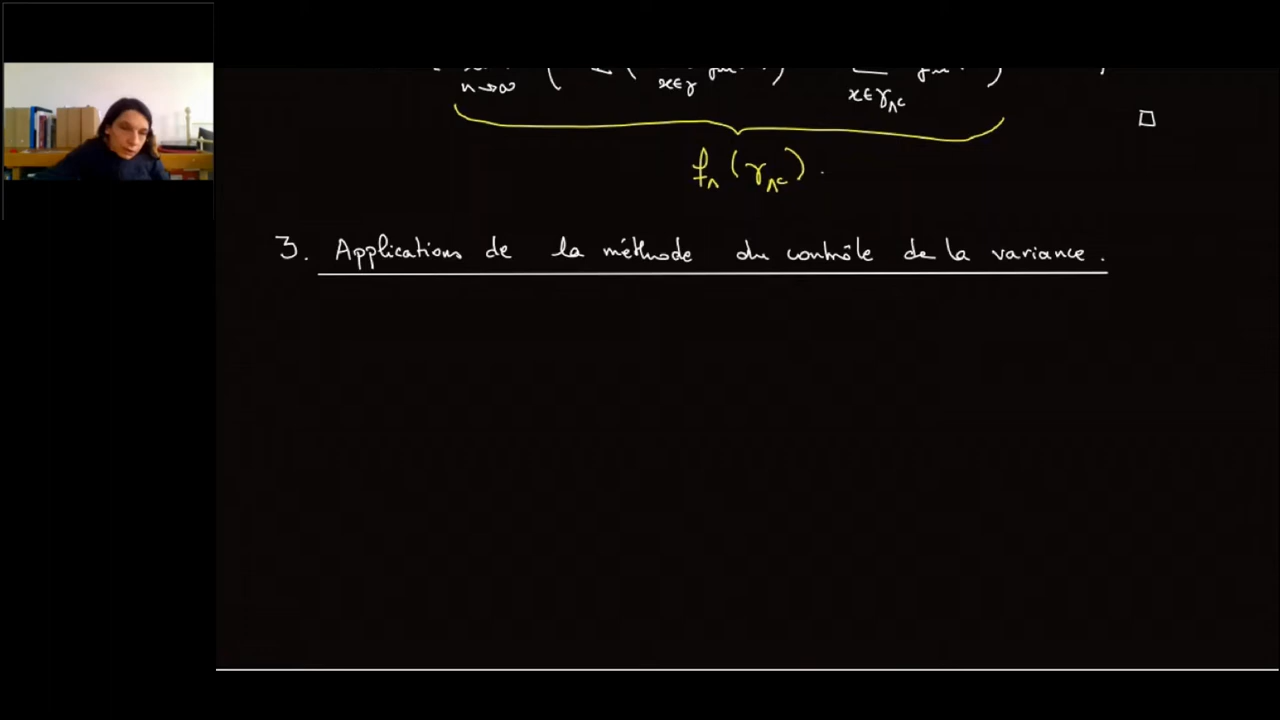 n→∞
x∈γ
x∈γ_Λᶜ
f_Λ (γ_Λᶜ).
3. Applications de la méthode du contrôle de la variance.